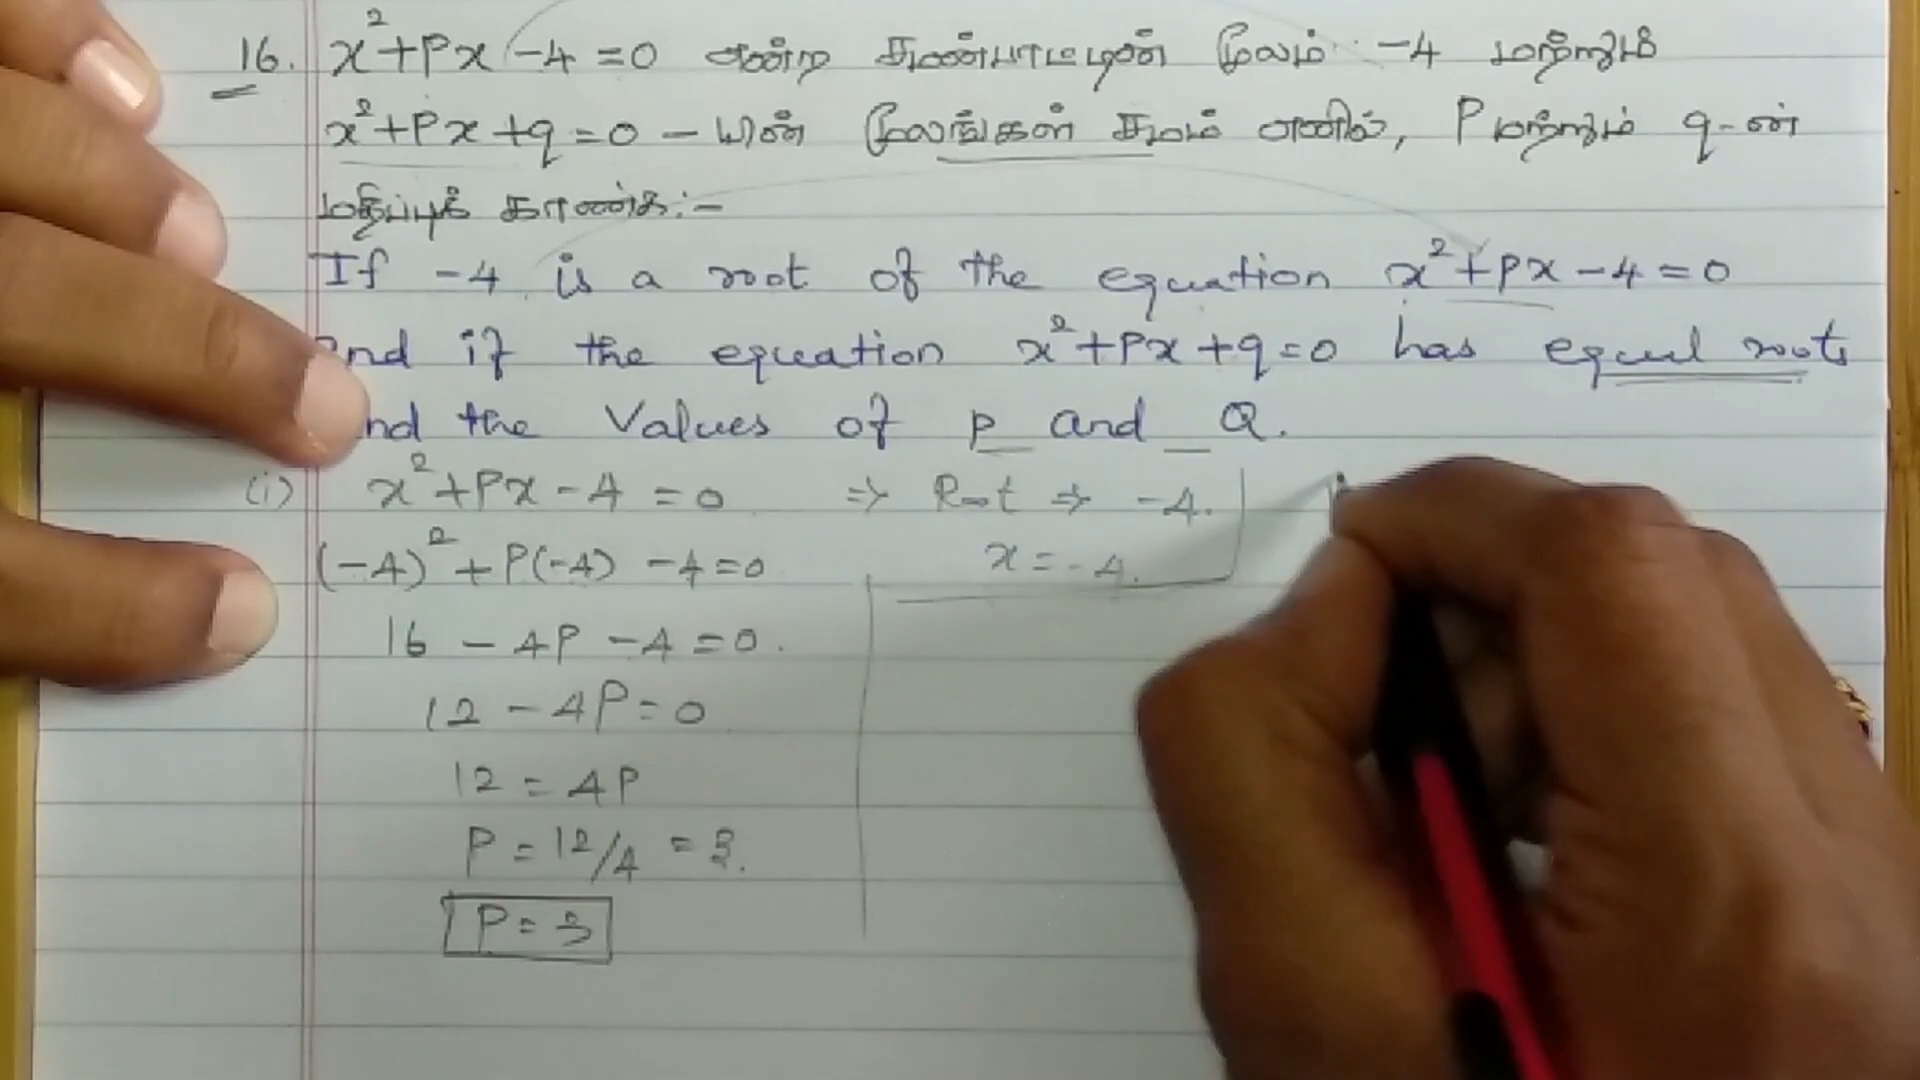 16. x²+Px-4=0 என்ற சமன்பாட்டின் மூலம் -4 மற்றும்
x²+Px+q=0 - யின் மூலங்கள் சமம் எனில், P மற்றும் q-ன்
மதிப்புக் காண்க:-
If -4 is a root of the equation x²+px-4=0
and if the equation x²+Px+q=0 has equal roots
nd the Values of p and Q.
(i) x²+Px-4=0 => Root => -4.
(-4)²+P(-4)-4=0 x=-4.
16-4P-4=0.
12-4P=0
12=4P
P=12/4=3.
P=3